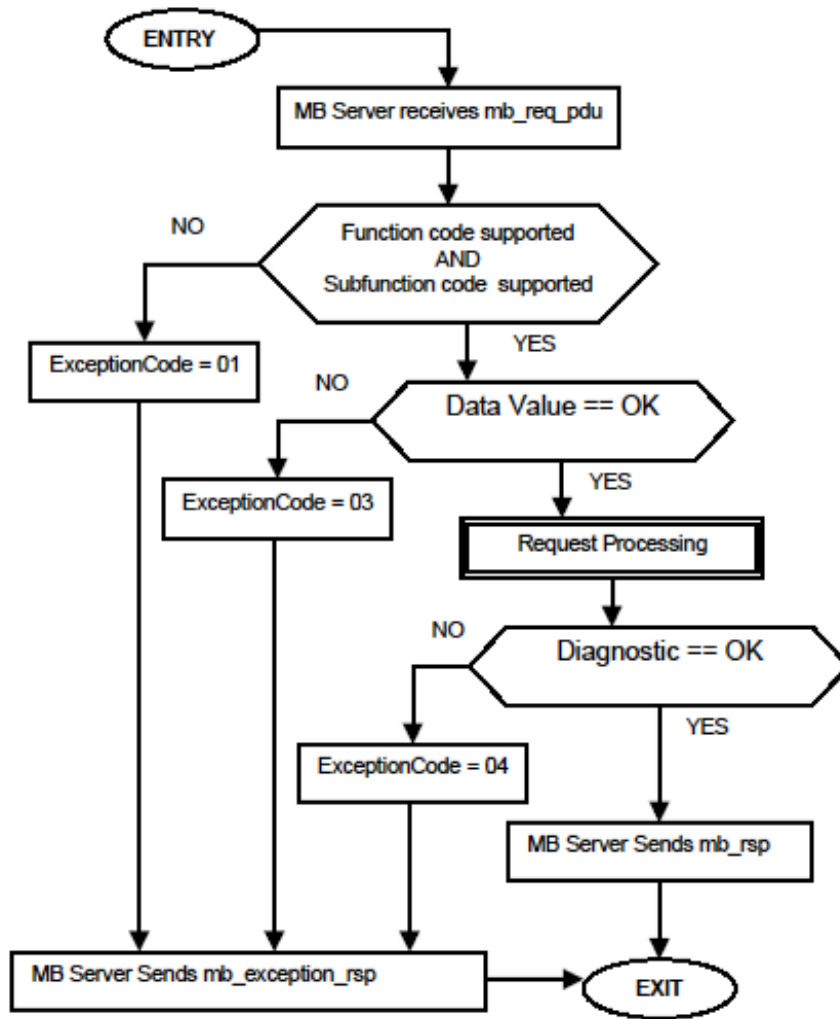 ENTRY
MB Server receives mb_req_pdu
NO
Function code supported
AND
Subfunction code supported
YES
ExceptionCode = 01
NO
Data Value == OK
YES
ExceptionCode = 03
Request Processing
NO
Diagnostic == OK
YES
ExceptionCode = 04
MB Server Sends mb_rsp
MB Server Sends mb_exception_rsp
EXIT